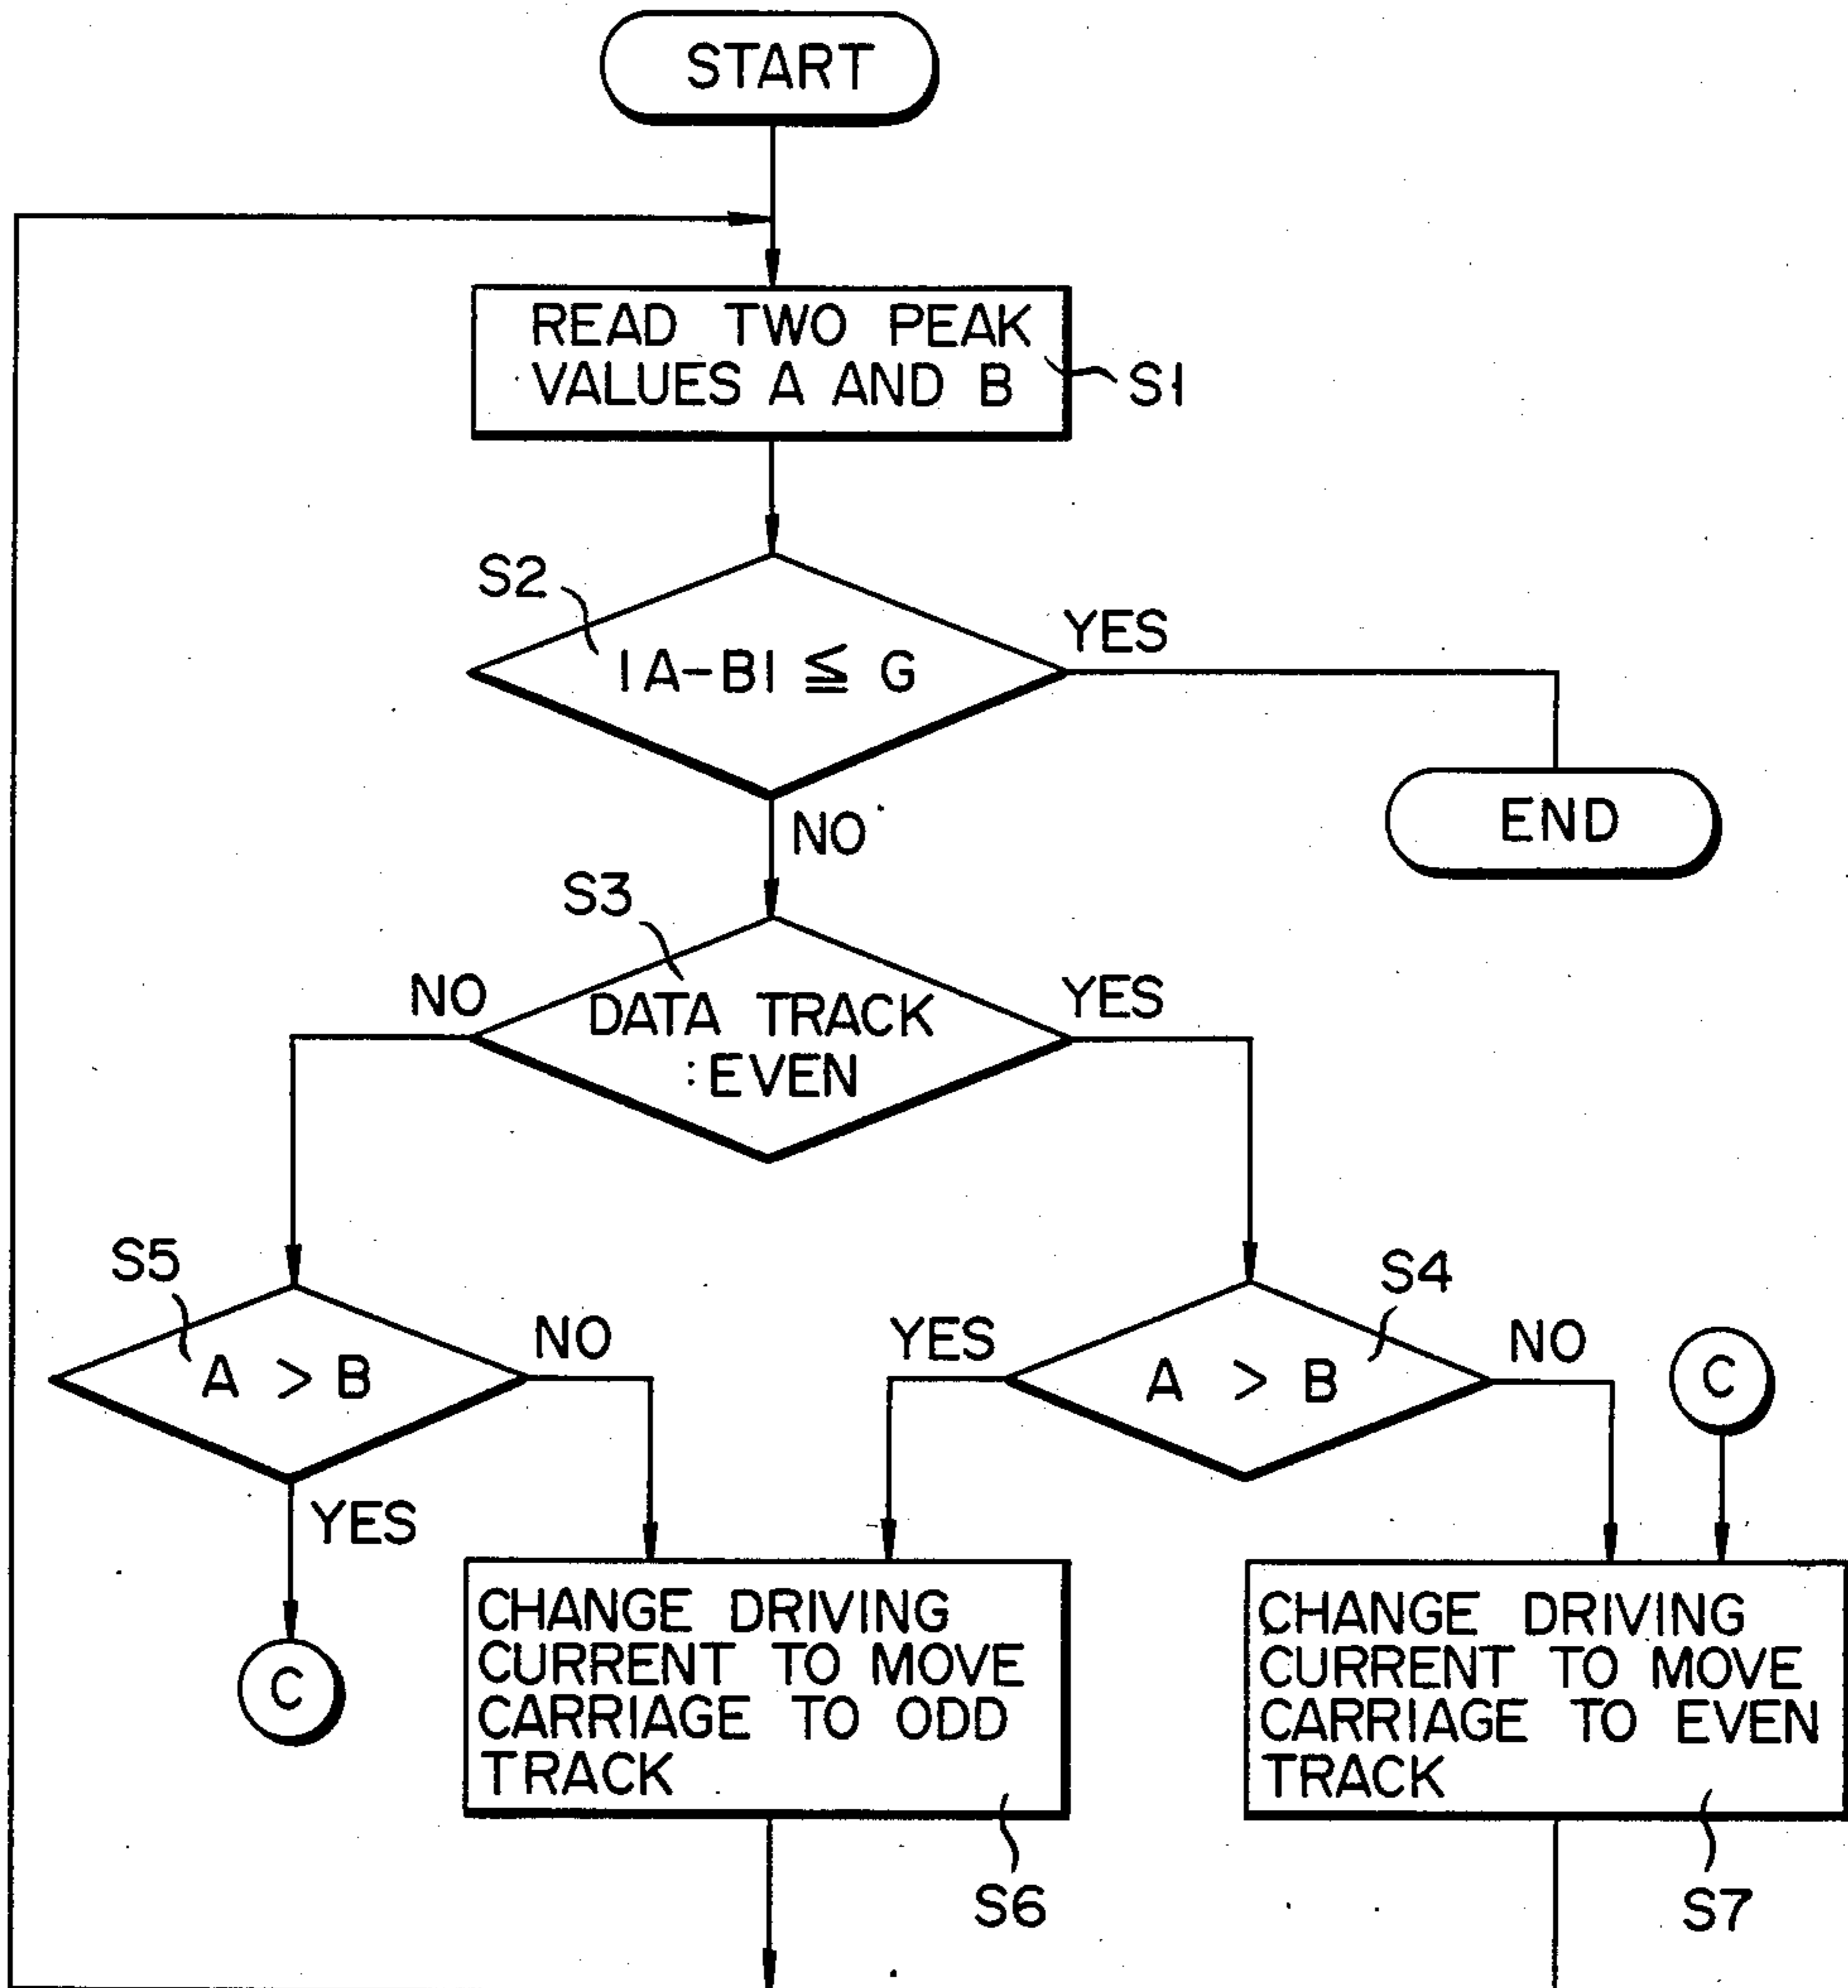 START
READ TWO PEAK
VALUES A AND B
S1
S2
|A-B| ≦ G
YES
END
NO
S3
NO
DATA TRACK
:EVEN
YES
S5
A > B
NO
YES
S4
YES
A > B
NO
C
C
CHANGE DRIVING
CURRENT TO MOVE
CARRIAGE TO ODD
TRACK
S6
CHANGE DRIVING
CURRENT TO MOVE
CARRIAGE TO EVEN
TRACK
S7